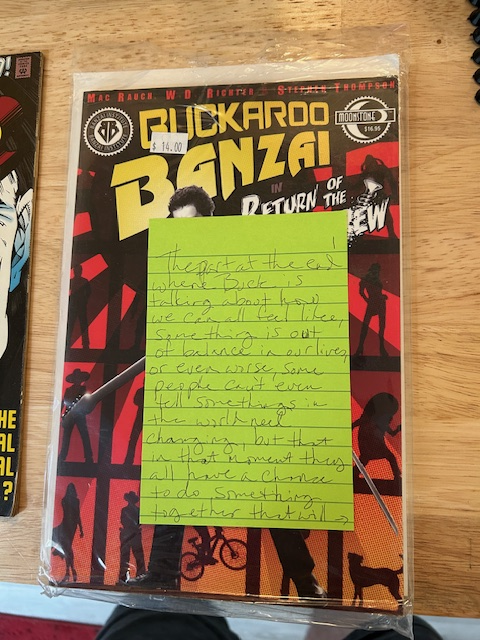 MAC RAUCH, W.D. RICHTER & STEPHEN THOMPSON
BANZAI INSTITUTE
BUCKAROO
MOONSTONE
$16.95
$ 14.00
BANZAI
IN
RETURN OF
THE
EW
1
The part at the end
where Buck is
talking about how
we can all feel like,
something is out
of balance in our lives,
or even worse, some
people can't even
tell somethings in
the world need
changing, but that
in that moment they
all have a chance
to do something
together that will →
O!
HE
AL
AL
?